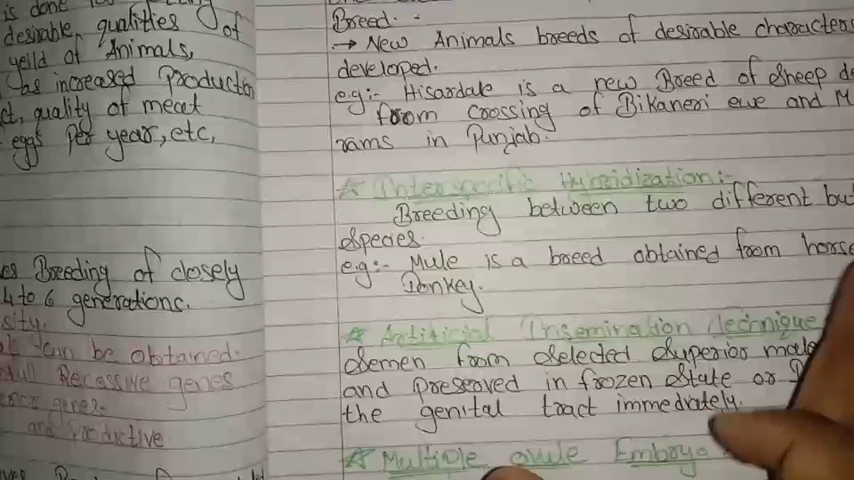 is done
desirable qualities of
yeild of Animals,
as increased Production
quality of meat
eggs per year, etc,
Breeding of closely
4 to 6 generations.
can be obtained.
Recessive genes
genes
and Predictive
Breed. :-
→ New Animals breeds of desirable characters
developed.
e.g:- Hisardale is a new Breed of Sheep
from crossing of Bikaneri ewe and M
rams in Punjab.
☆ Interspecific Hybridization:-
Breeding between two different but
Species.
e.g:- Mule is a breed obtained from horse
Donkey.
☆ Artificial Insemination Technique
Semen from Selected Superior male
and preserved in frozen State or
the genital tract immediately.
☆ Multiple ovule Embryo